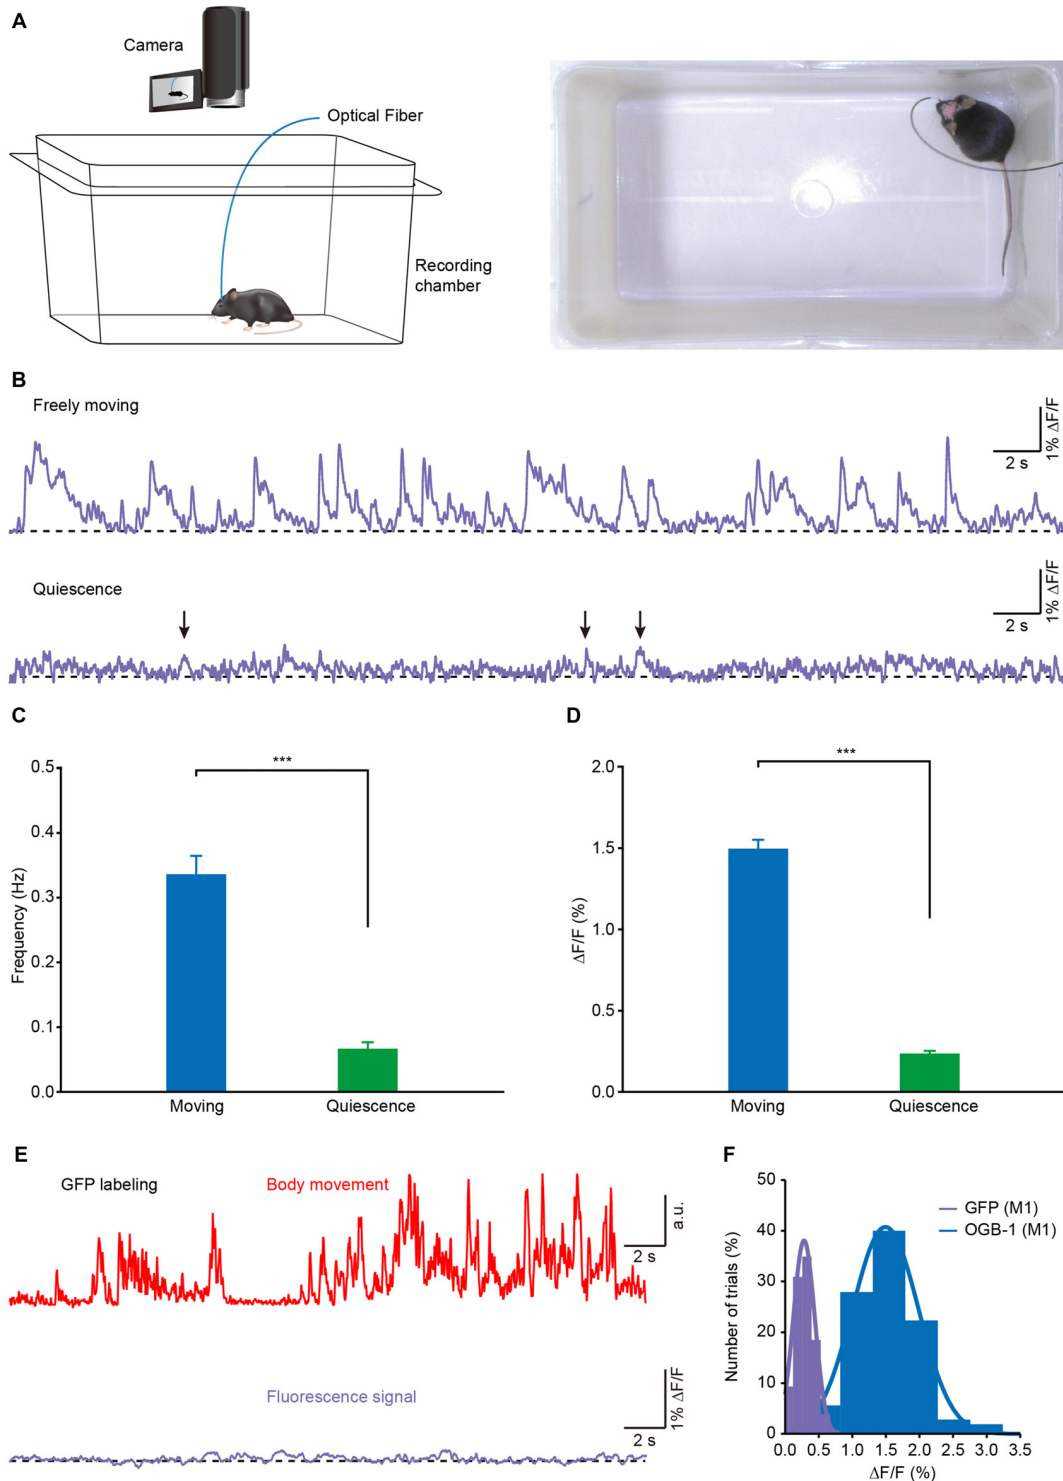 A
Camera
Optical Fiber
Recording
chamber
B
Freely moving
1% ΔF/F
2 s
Quiescence
1% ΔF/F
2 s
C
D
0.5
0.4
0.3
0.2
0.1
0.0
Frequency (Hz)
***
Moving
Quiescence
2.0
1.5
1.0
0.5
0.0
ΔF/F (%)
***
Moving
Quiescence
E
GFP labeling
Body movement
a.u.
2 s
Fluorescence signal
1% ΔF/F
2 s
F
50
40
30
20
10
0
Number of trials (%)
GFP (M1)
OGB-1 (M1)
0.0 0.5 1.0 1.5 2.0 2.5 3.0 3.5
ΔF/F (%)